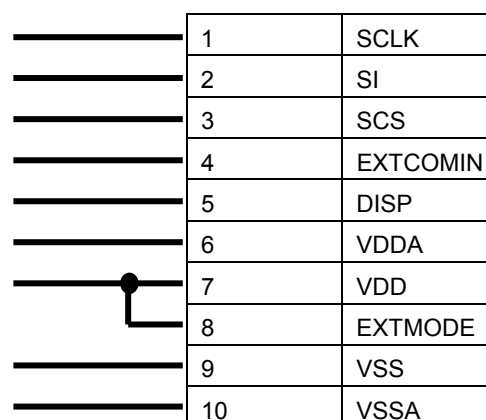 1 SCLK
2 SI
3 SCS
4 EXTCOMIN
5 DISP
6 VDDA
7 VDD
8 EXTMODE
9 VSS
10 VSSA